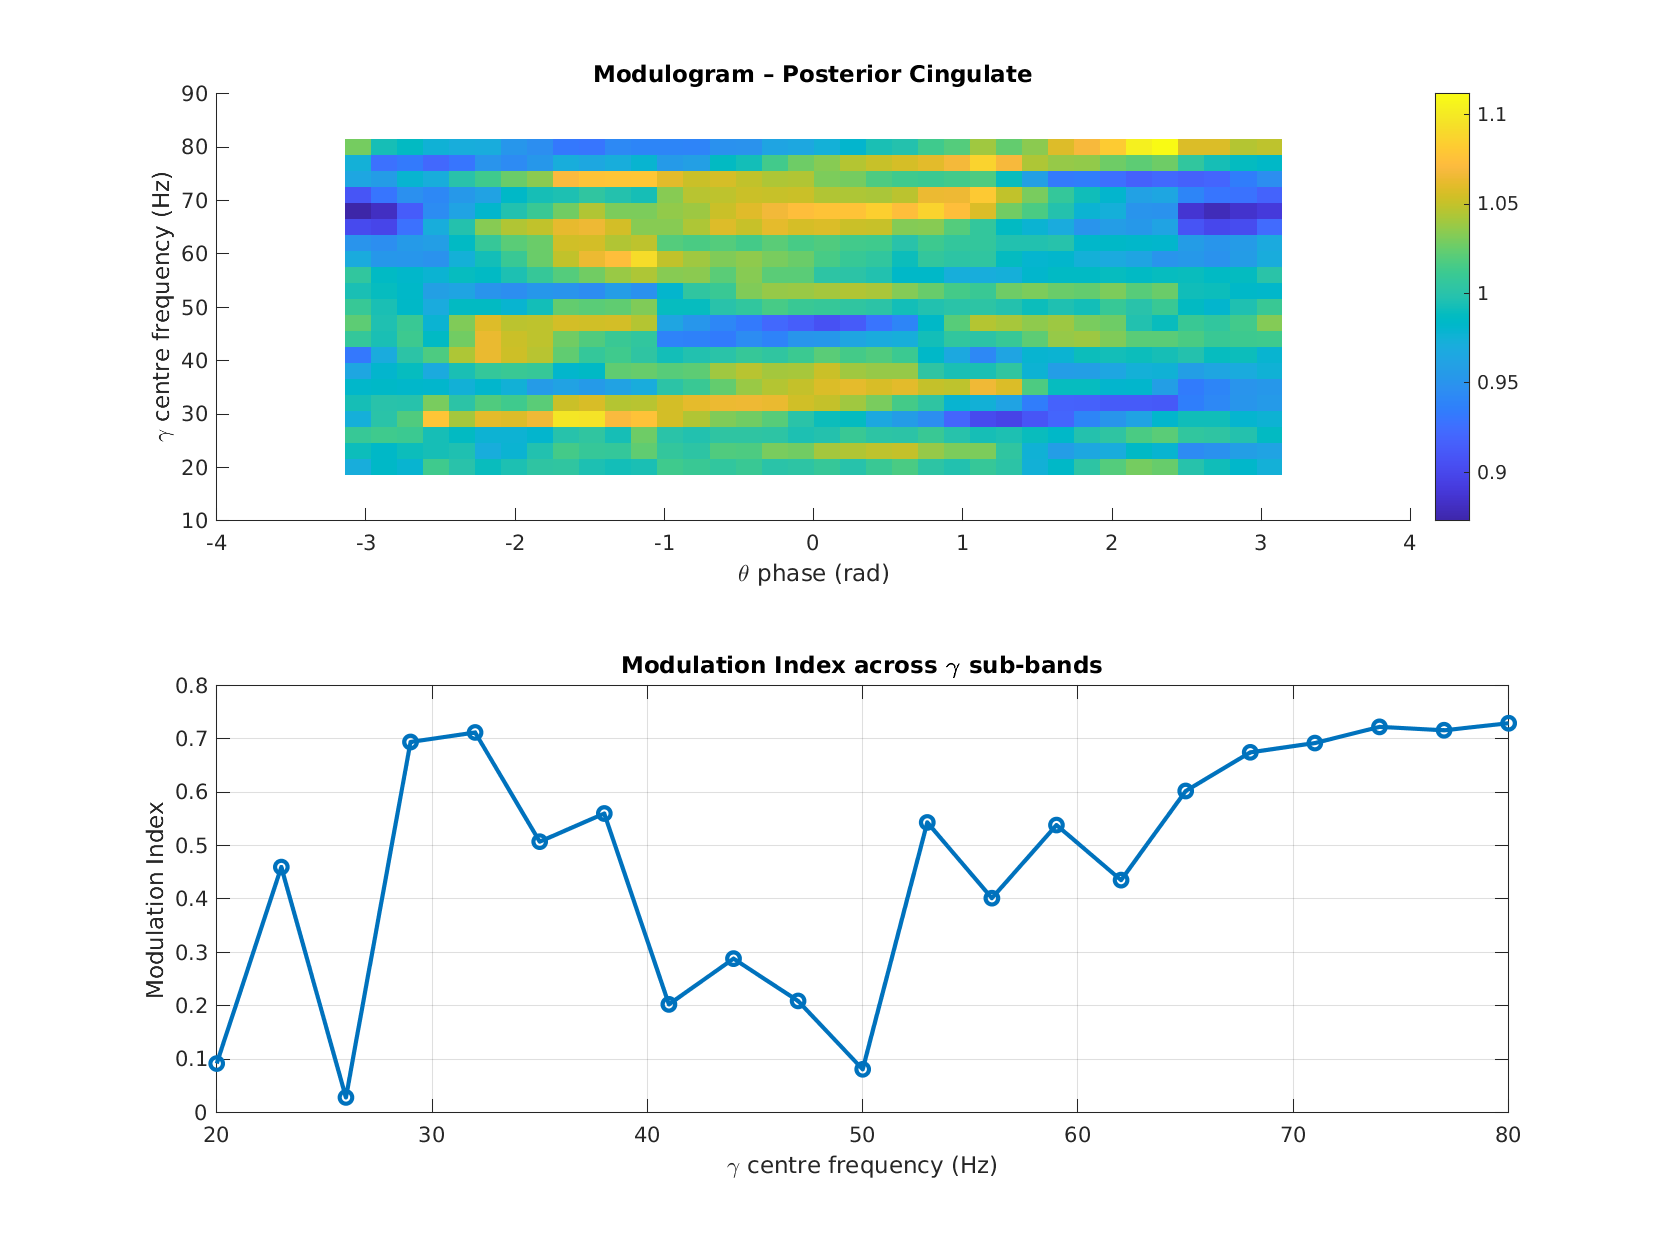 Modulogram – Posterior Cingulate
γ centre frequency (Hz)
90
80
70
60
50
40
30
20
10
-4 -3 -2 -1 0 1 2 3 4
θ phase (rad)
1.1
1.05
1
0.95
0.9
Modulation Index across γ sub-bands
Modulation Index
0.8
0.7
0.6
0.5
0.4
0.3
0.2
0.1
0
20 30 40 50 60 70 80
γ centre frequency (Hz)